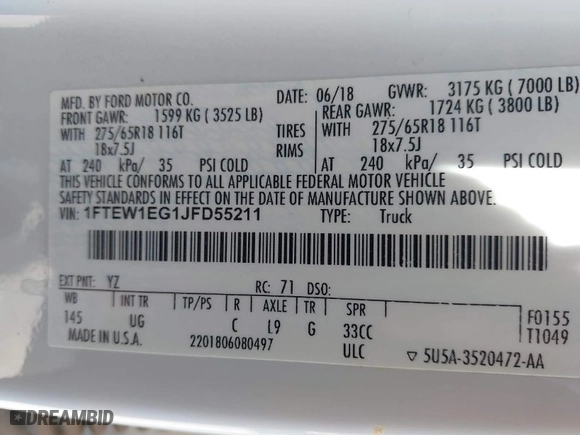 MFD. BY FORD MOTOR CO. DATE: 06/18 GVWR: 3175 KG (7000 LB)
FRONT GAWR: 1599 KG (3525 LB) REAR GAWR: 1724 KG (3800 LB)
WITH 275/65R18 116T TIRES WITH 275/65R18 116T
18x7.5J RIMS 18x7.5J
AT 240 kPa/ 35 PSI COLD AT 240 kPa/ 35 PSI COLD
THIS VEHICLE CONFORMS TO ALL APPLICABLE FEDERAL MOTOR VEHICLE
SAFETY STANDARDS IN EFFECT ON THE DATE OF MANUFACTURE SHOWN ABOVE.
VIN: 1FTEW1EG1JFD55211 TYPE: Truck
EXT PNT: YZ RC: 71 DSO:
WB INT TR TP/PS R AXLE TR SPR F0155
145 UG C L9 G 33CC T1049
MADE IN U.S.A. 2201806080497 ULC ▽ 5U5A-3520472-AA
DREAMBID